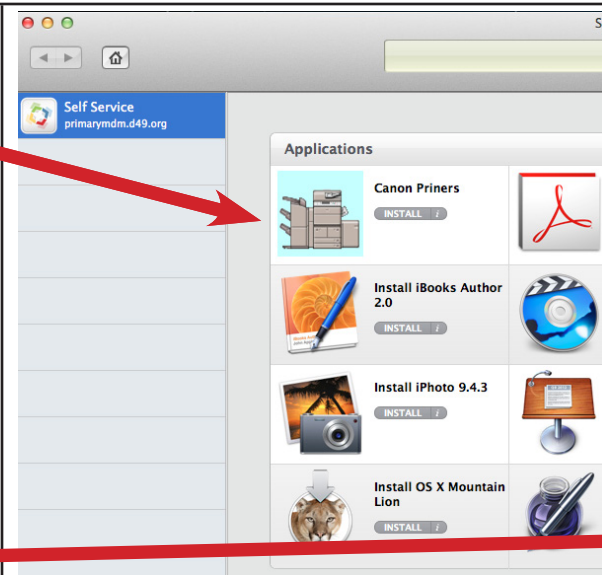 S
Self Service
primarymdm.d49.org
Applications
Canon Priners
INSTALL i
Install iBooks Author
2.0
INSTALL i
Install iPhoto 9.4.3
INSTALL i
Install OS X Mountain
Lion
INSTALL i